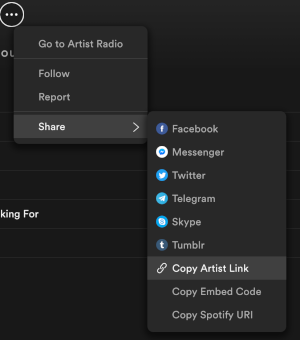 Go to Artist Radio
Follow
Report
Share
Facebook
Messenger
Twitter
Telegram
Skype
Tumblr
Copy Artist Link
Copy Embed Code
Copy Spotify URI
king For